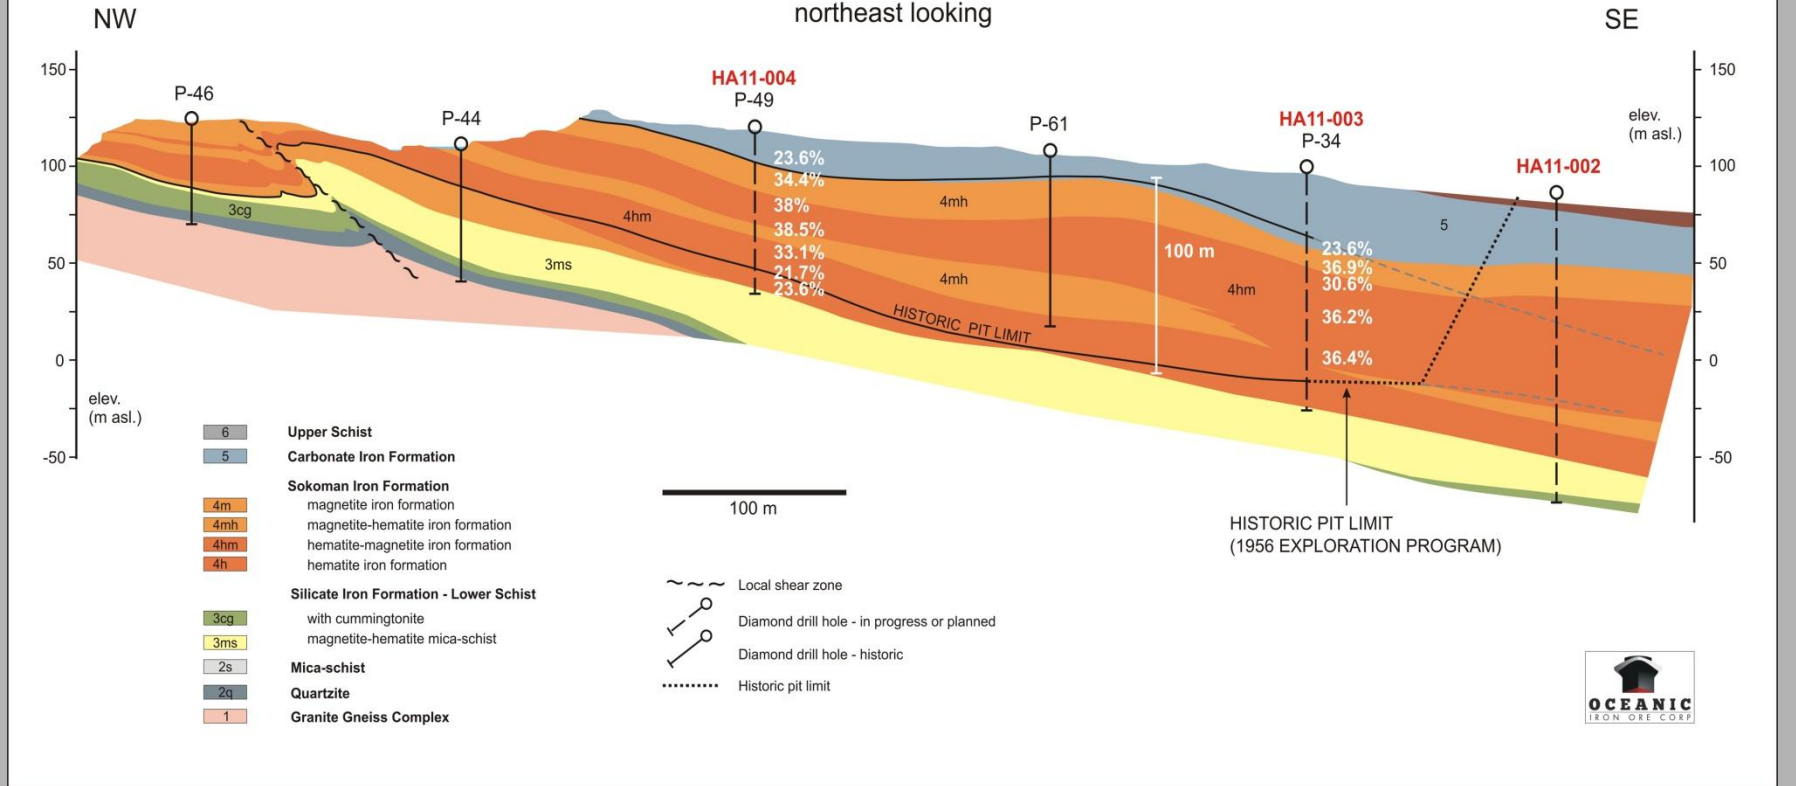 northeast looking
NW
SE
150
100
50
0
-50
elev.
(m asl.)
150
100
50
0
-50
elev.
(m asl.)
P-46
P-44
HA11-004
P-49
P-61
HA11-003
P-34
HA11-002
23.6%
34.4%
38%
38.5%
33.1%
21.7%
23.6%
23.6%
36.9%
30.6%
36.2%
36.4%
100 m
3cg
3ms
4hm
4mh
4mh
4hm
5
HISTORIC PIT LIMIT
HISTORIC PIT LIMIT
(1956 EXPLORATION PROGRAM)
100 m
6 Upper Schist
5 Carbonate Iron Formation
Sokoman Iron Formation
4m magnetite iron formation
4mh magnetite-hematite iron formation
4hm hematite-magnetite iron formation
4h hematite iron formation
Silicate Iron Formation - Lower Schist
3cg with cummingtonite
3ms magnetite-hematite mica-schist
2s Mica-schist
2q Quartzite
1 Granite Gneiss Complex
Local shear zone
Diamond drill hole - in progress or planned
Diamond drill hole - historic
Historic pit limit
OCEANIC
IRON ORE CORP